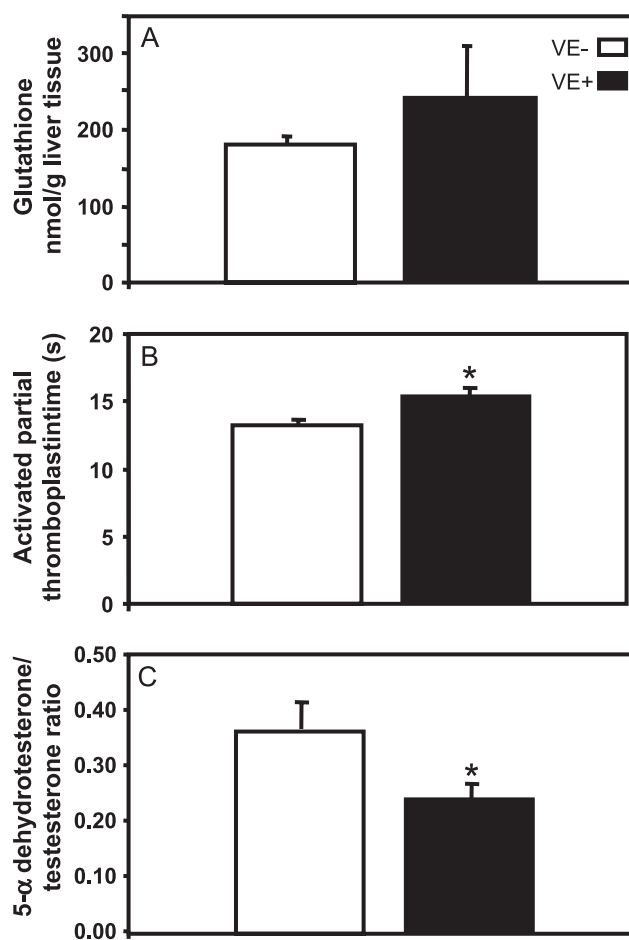 A
VE-
VE+
Glutathione
nmol/g liver tissue
300
200
100
0
B
*
Activated partial
thromboplastintime (s)
20
15
10
5
0
C
*
5-α dehydrotesterone/
testesterone ratio
0.50
0.40
0.30
0.20
0.10
0.00